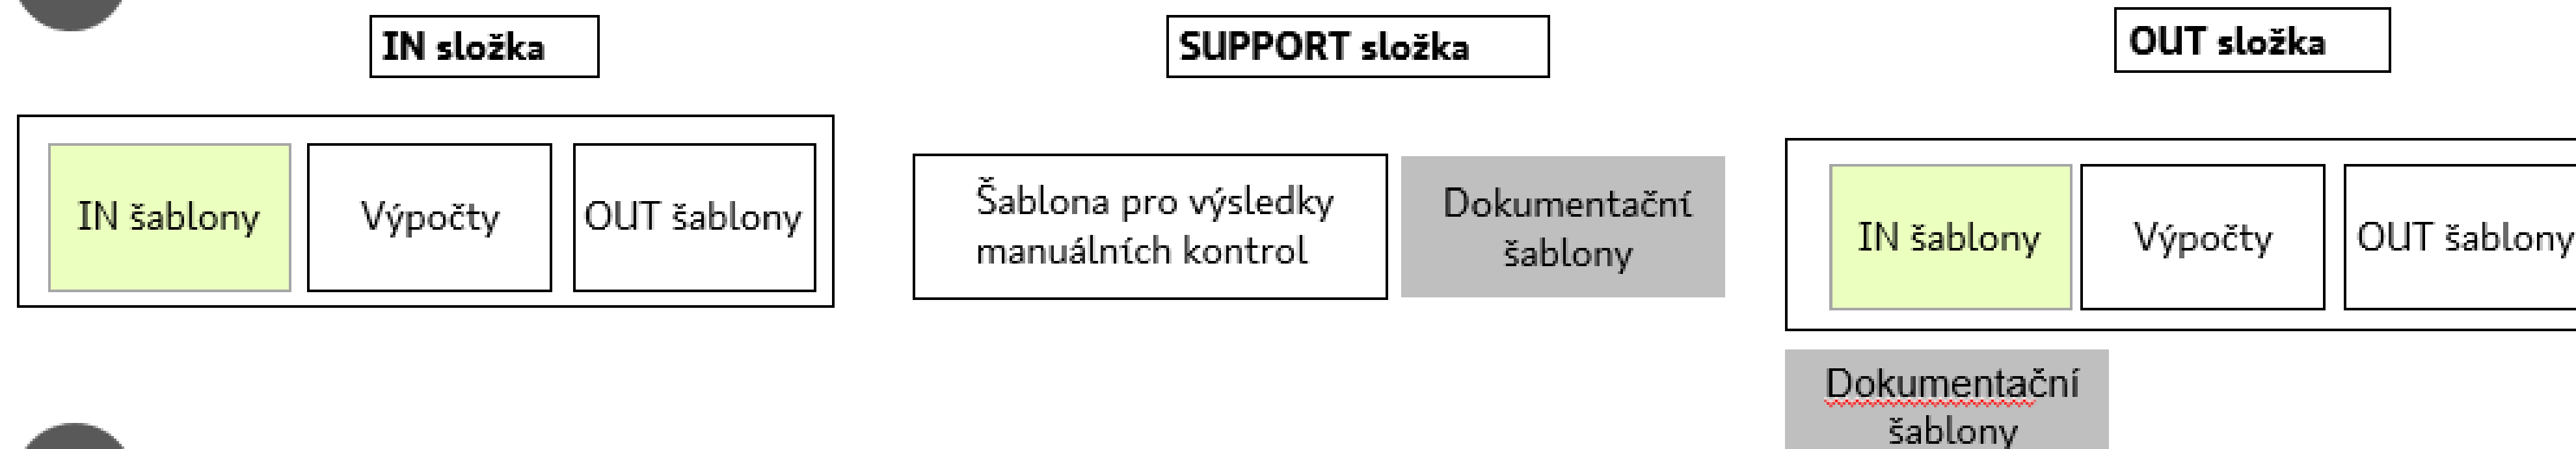 IN složka
SUPPORT složka
OUT složka
IN šablony
Výpočty
OUT šablony
Šablona pro výsledky
manuálních kontrol
Dokumentační
šablony
IN šablony
Výpočty
OUT šablony
Dokumentační
šablony